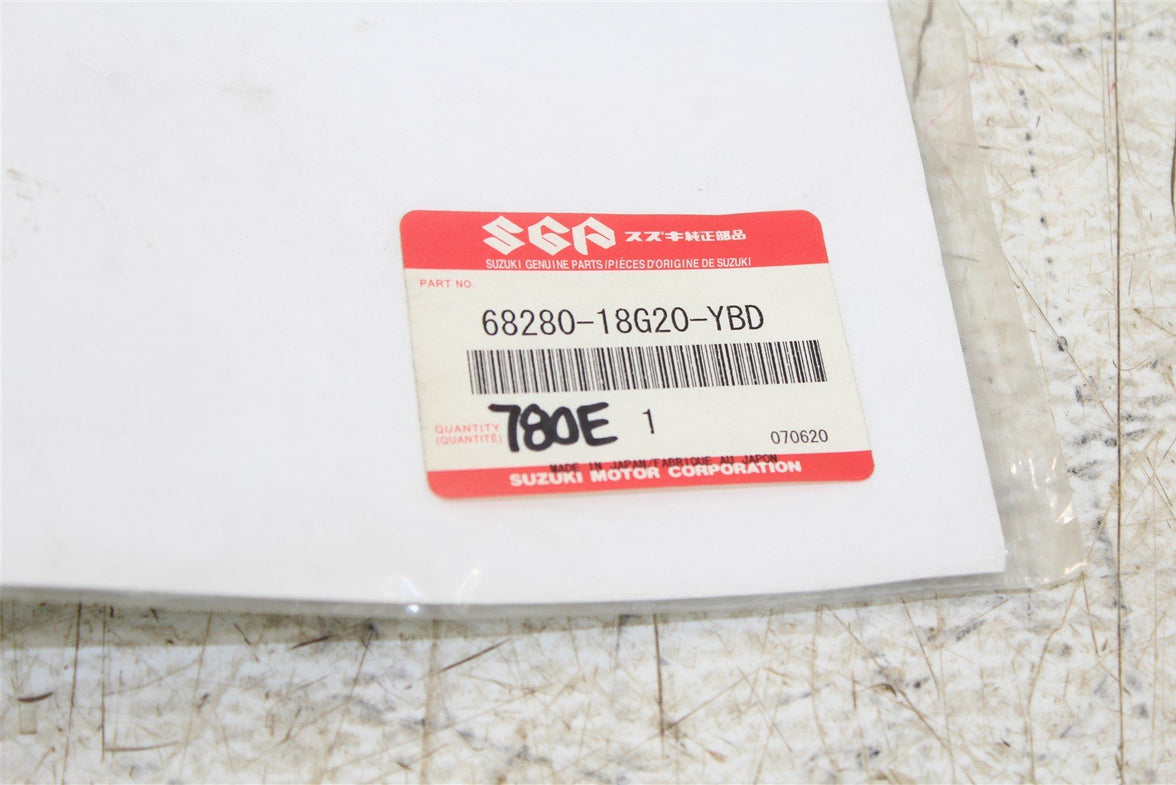 SGP スズキ純正部品
SUZUKI GENUINE PARTS/PIÈCES D'ORIGINE DE SUZUKI
PART NO.
68280-18G20-YBD
QUANTITY
(QUANTITÉ)
780E 1
070620
MADE IN JAPAN/FABRIQUE AU JAPON
SUZUKI MOTOR CORPORATION